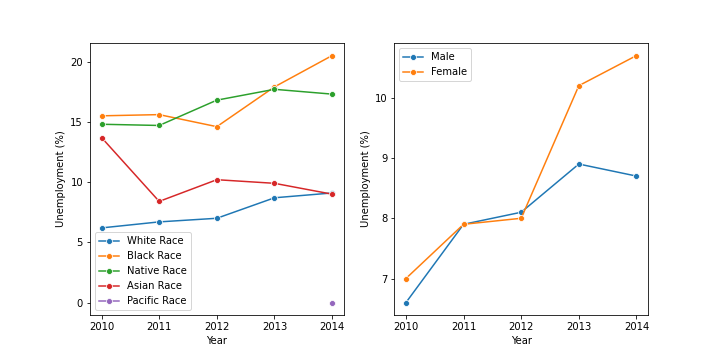 20
15
10
5
0
Unemployment (%)
White Race
Black Race
Native Race
Asian Race
Pacific Race
2010 2011 2012 2013 2014
Year
10
9
8
7
Unemployment (%)
Male
Female
2010 2011 2012 2013 2014
Year